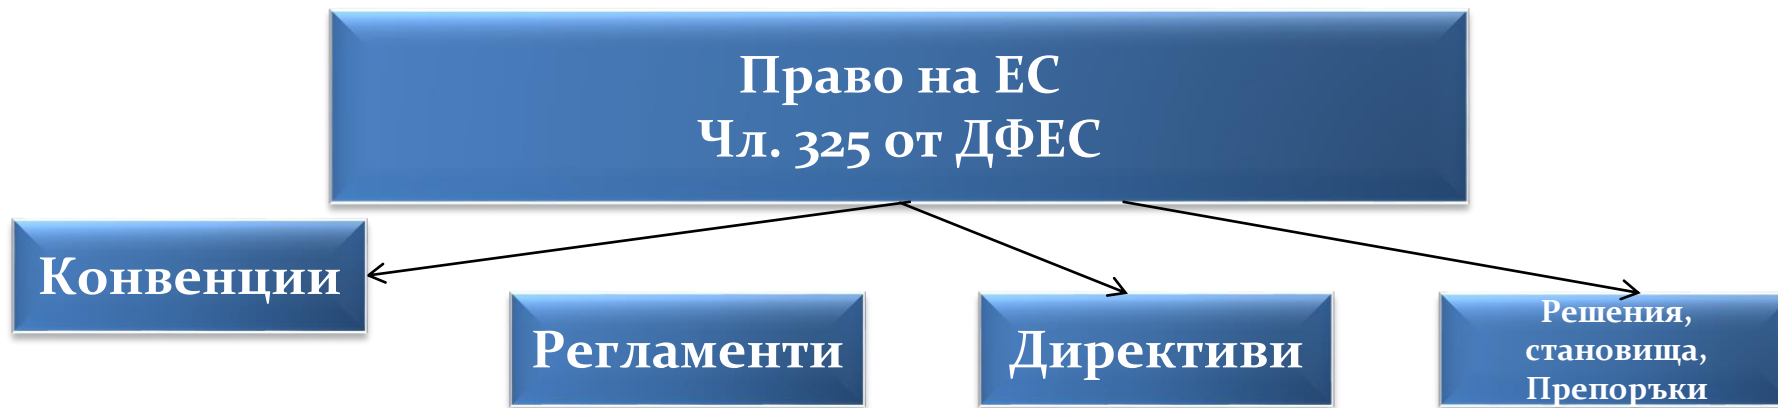 Право на ЕС
Чл. 325 от ДФЕС
Конвенции
Регламенти
Директиви
Решения,
становища,
Препоръки